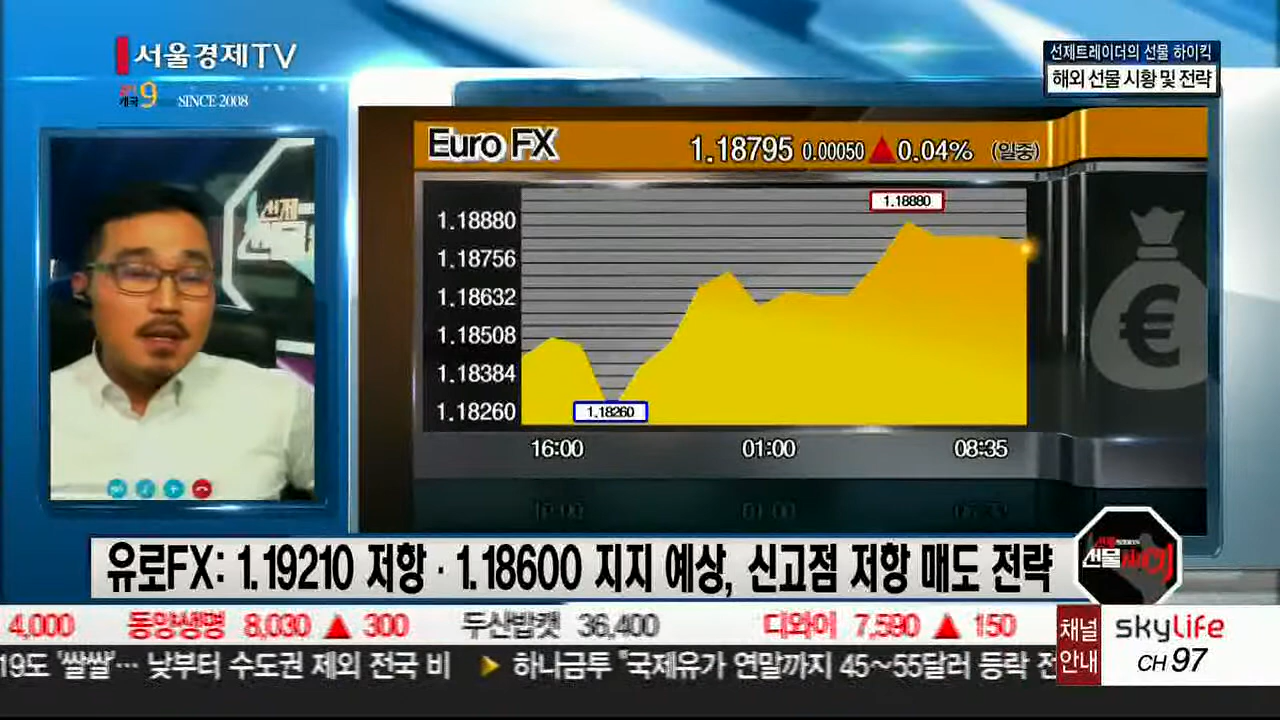 서울경제TV
9 SINCE 2008
선제트레이더의 선물 하이킥
해외 선물 시황 및 전략
Euro FX
1.18795 0.00050 ▲0.04% (일중)
1.18880
1.18880
1.18756
1.18632
1.18508
1.18384
1.18260
1.18260
16:00 01:00 08:35
유로FX: 1.19210 저항·1.18600 지지 예상, 신고점 저항 매도 전략
4,000 동양생명 8,030 ▲ 300 두산밥캣 36,400 디와이 7,590 ▲ 150
19도 '쌀쌀'… 낮부터 수도권 제외 전국 비 ▶ 하나금투 "국제유가 연말까지 45~55달러 등락
채널
안내
skylife
CH 97